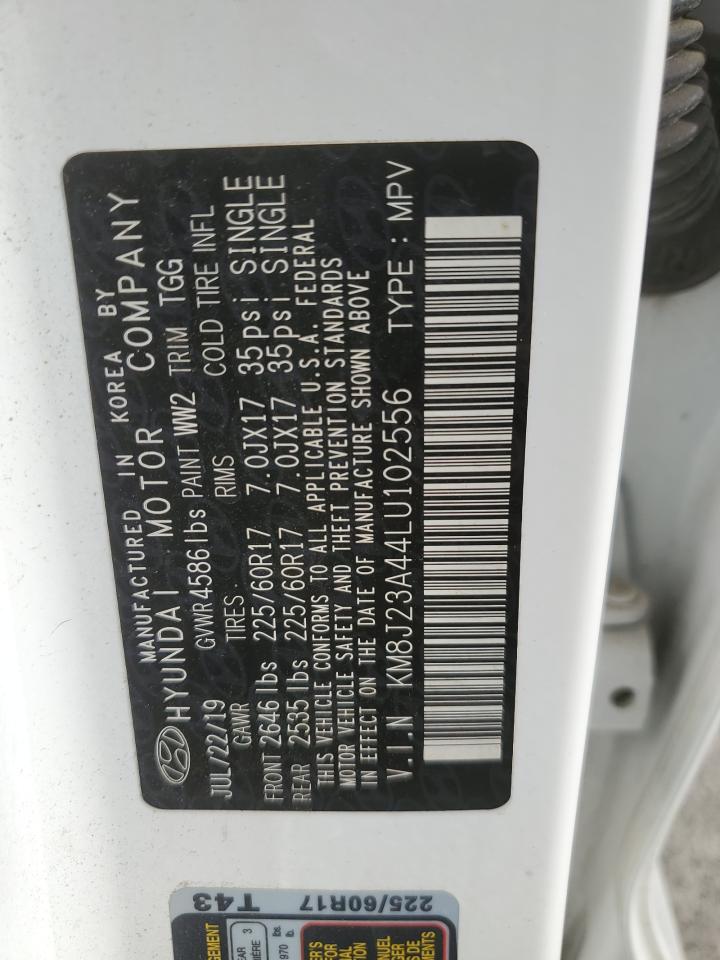 MANUFACTURED IN KOREA BY
HYUNDAI MOTOR COMPANY
JUL/22/19 GVWR 4586 lbs PAINT WW2 TRIM TGG
GAWR TIRES RIMS COLD TIRE INFL
FRONT 2646 lbs 225/60R17 7.0JX17 35psi SINGLE
REAR 2535 lbs 225/60R17 7.0JX17 35psi SINGLE
THIS VEHICLE CONFORMS TO ALL APPLICABLE U.S.A. FEDERAL
MOTOR VEHICLE SAFETY AND THEFT PREVENTION STANDARDS
IN EFFECT ON THE DATE OF MANUFACTURE SHOWN ABOVE
V.I.N KM8J23A44LU102556 TYPE : MPV
T43
225/60R17
3
970